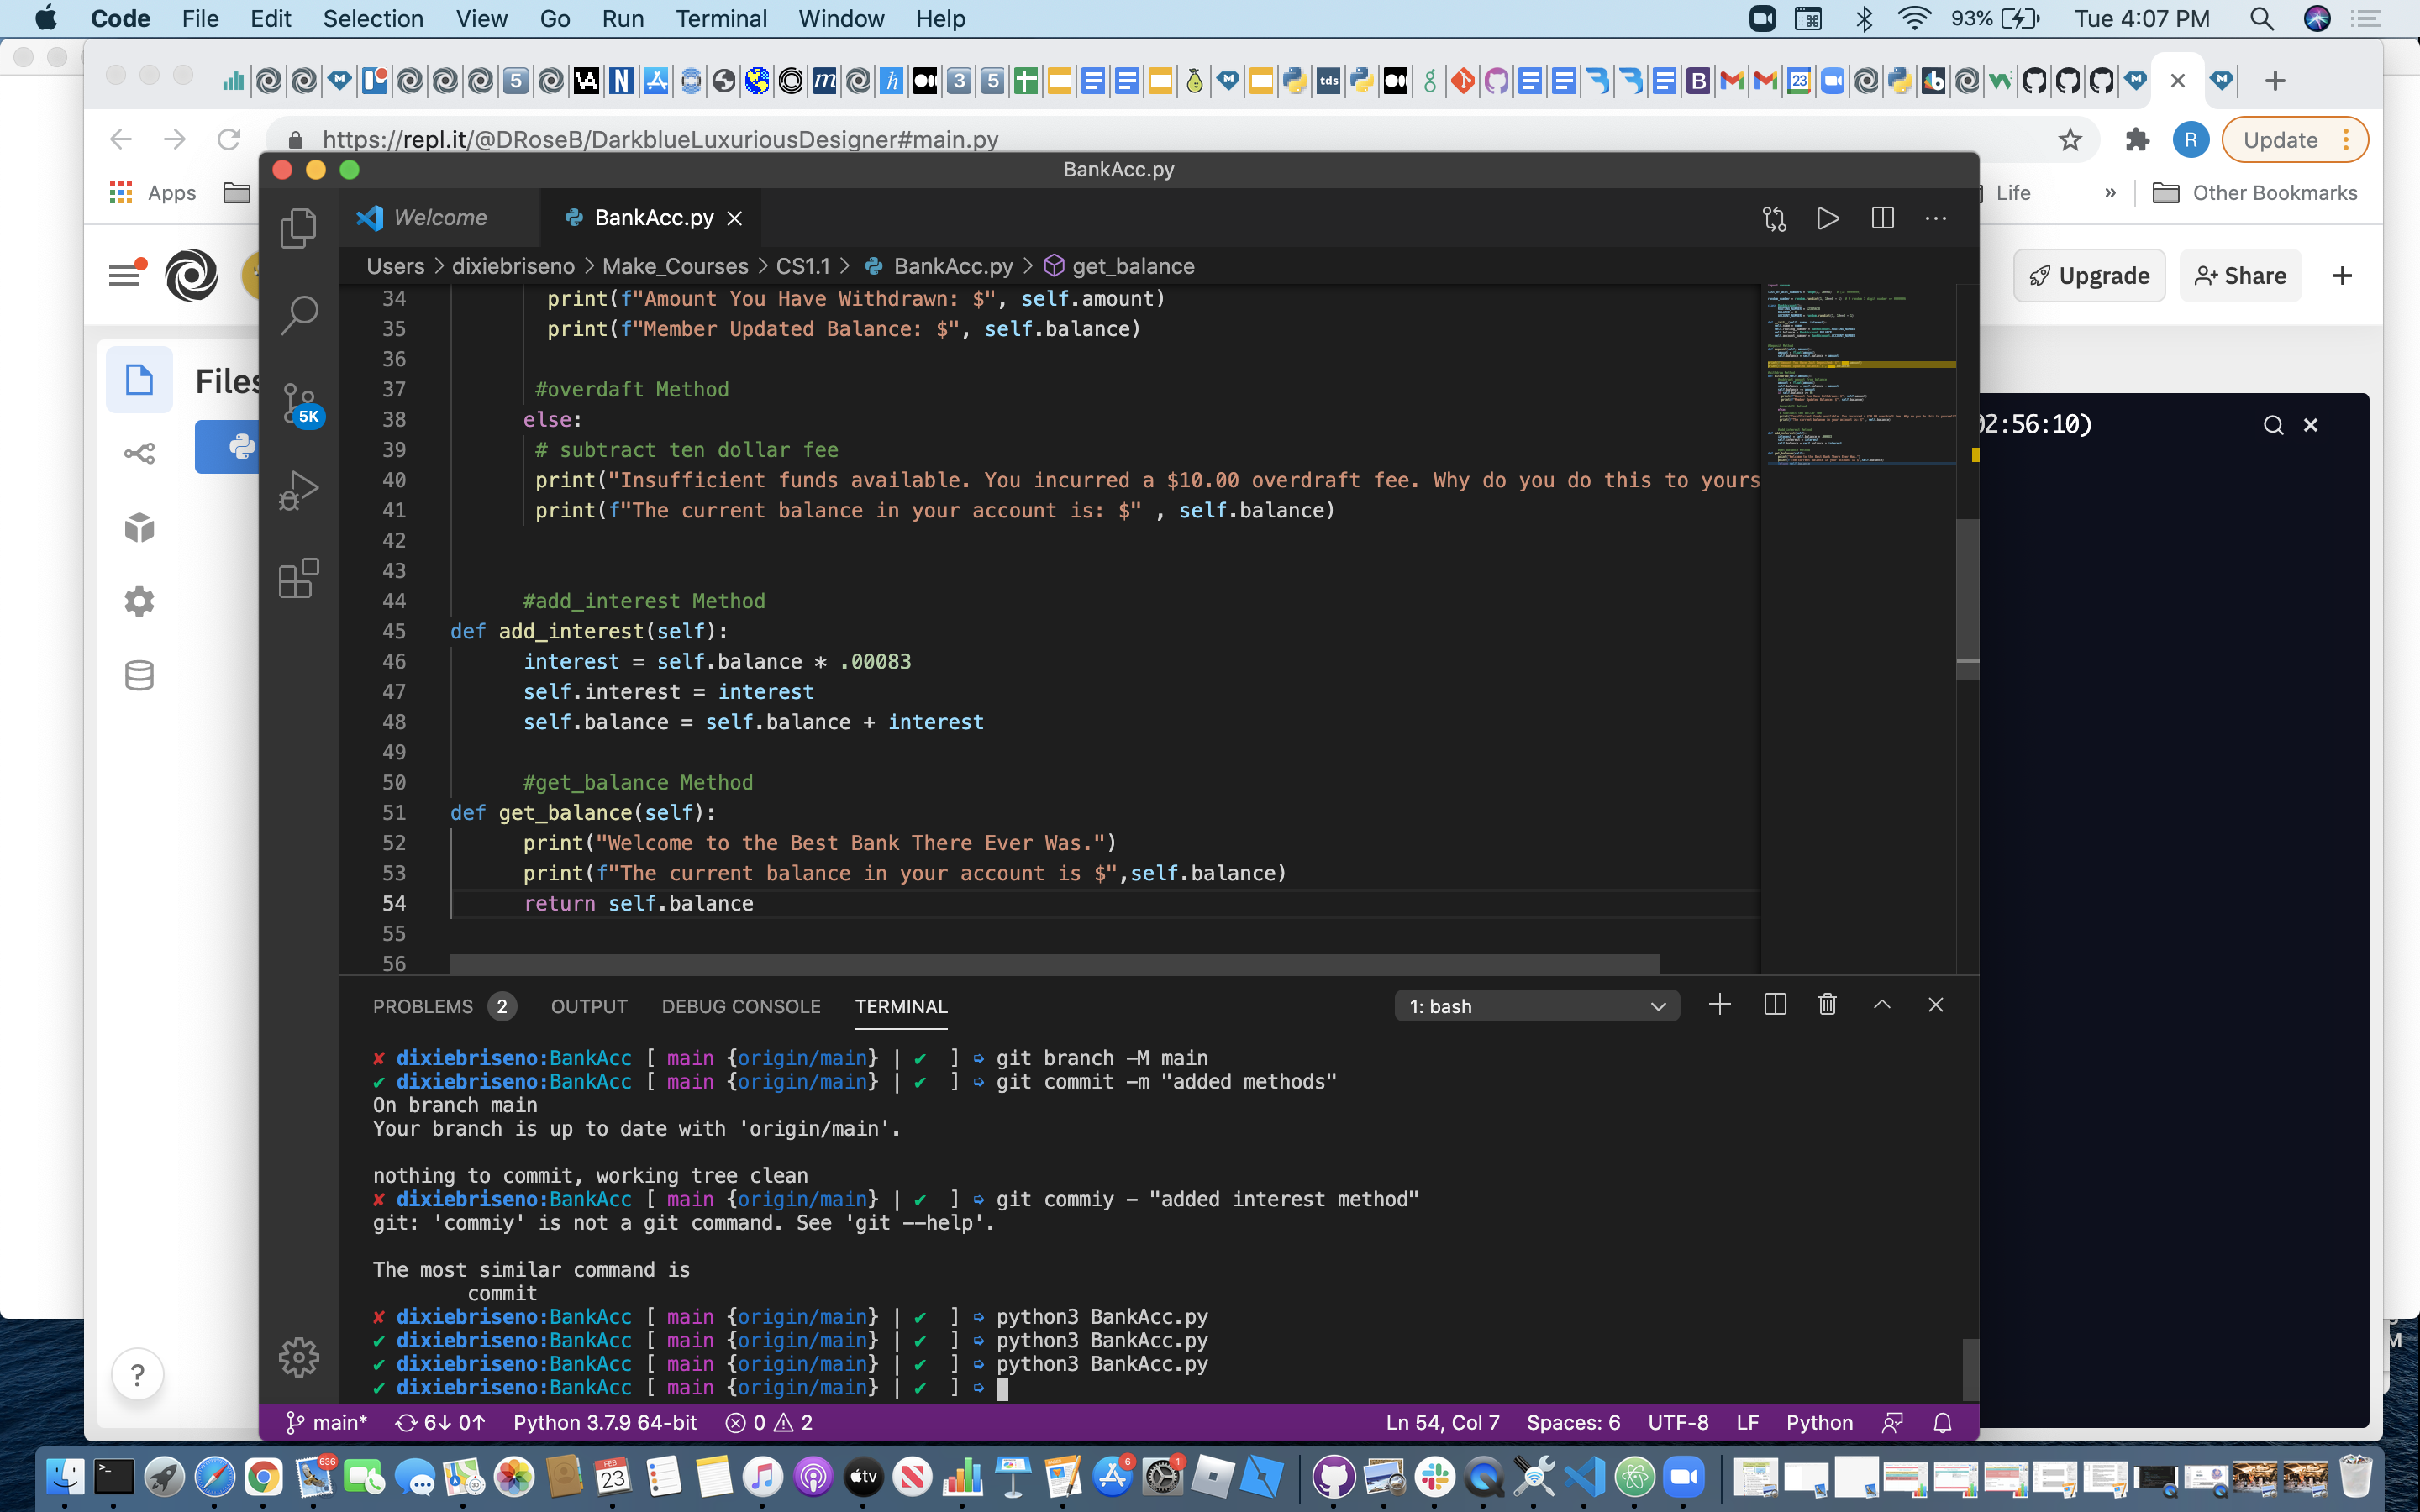 Code File Edit Selection View Go Run Terminal Window Help 93% Tue 4:07 PM
https://repl.it/@DRoseB/DarkblueLuxuriousDesigner#main.py R Update
Apps Life » Other Bookmarks
BankAcc.py
Welcome BankAcc.py
Users > dixiebriseno > Make_Courses > CS1.1 > BankAcc.py > get_balance
Upgrade Share +
Files
02:56:10)
5K
34 print(f"Amount You Have Withdrawn: $", self.amount)
35 print(f"Member Updated Balance: $", self.balance)
36
37 #overdaft Method
38 else:
39 # subtract ten dollar fee
40 print("Insufficient funds available. You incurred a $10.00 overdraft fee. Why do you do this to yours
41 print(f"The current balance in your account is: $" , self.balance)
42
43
44 #add_interest Method
45 def add_interest(self):
46 interest = self.balance * .00083
47 self.interest = interest
48 self.balance = self.balance + interest
49
50 #get_balance Method
51 def get_balance(self):
52 print("Welcome to the Best Bank There Ever Was.")
53 print(f"The current balance in your account is $",self.balance)
54 return self.balance
55
56
PROBLEMS 2 OUTPUT DEBUG CONSOLE TERMINAL 1: bash
✘ dixiebriseno:BankAcc [ main {origin/main} | ✔ ] ➩ git branch -M main
✔ dixiebriseno:BankAcc [ main {origin/main} | ✔ ] ➩ git commit -m "added methods"
On branch main
Your branch is up to date with 'origin/main'.
nothing to commit, working tree clean
✘ dixiebriseno:BankAcc [ main {origin/main} | ✔ ] ➩ git commiy - "added interest method"
git: 'commiy' is not a git command. See 'git --help'.
The most similar command is
commit
✘ dixiebriseno:BankAcc [ main {origin/main} | ✔ ] ➩ python3 BankAcc.py
✔ dixiebriseno:BankAcc [ main {origin/main} | ✔ ] ➩ python3 BankAcc.py
✔ dixiebriseno:BankAcc [ main {origin/main} | ✔ ] ➩ python3 BankAcc.py
✔ dixiebriseno:BankAcc [ main {origin/main} | ✔ ] ➩
main* 6↓ 0↑ Python 3.7.9 64-bit 0 2 Ln 54, Col 7 Spaces: 6 UTF-8 LF Python
?
636 FEB 23 tv 6 1